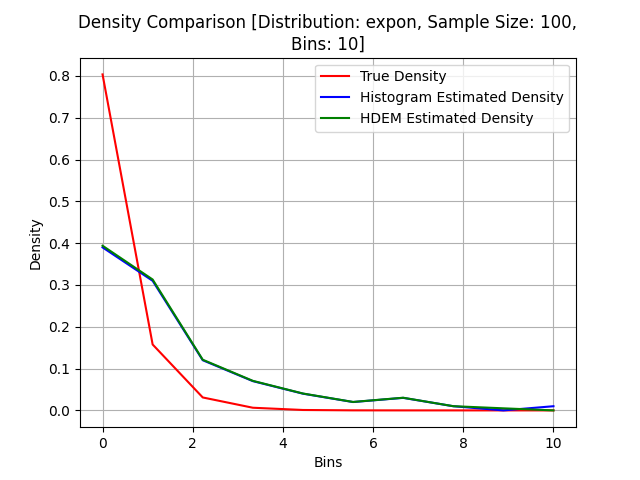 Density Comparison [Distribution: expon, Sample Size: 100,
Bins: 10]
True Density
Histogram Estimated Density
HDEM Estimated Density
Density
0.8
0.7
0.6
0.5
0.4
0.3
0.2
0.1
0.0
0 2 4 6 8 10
Bins